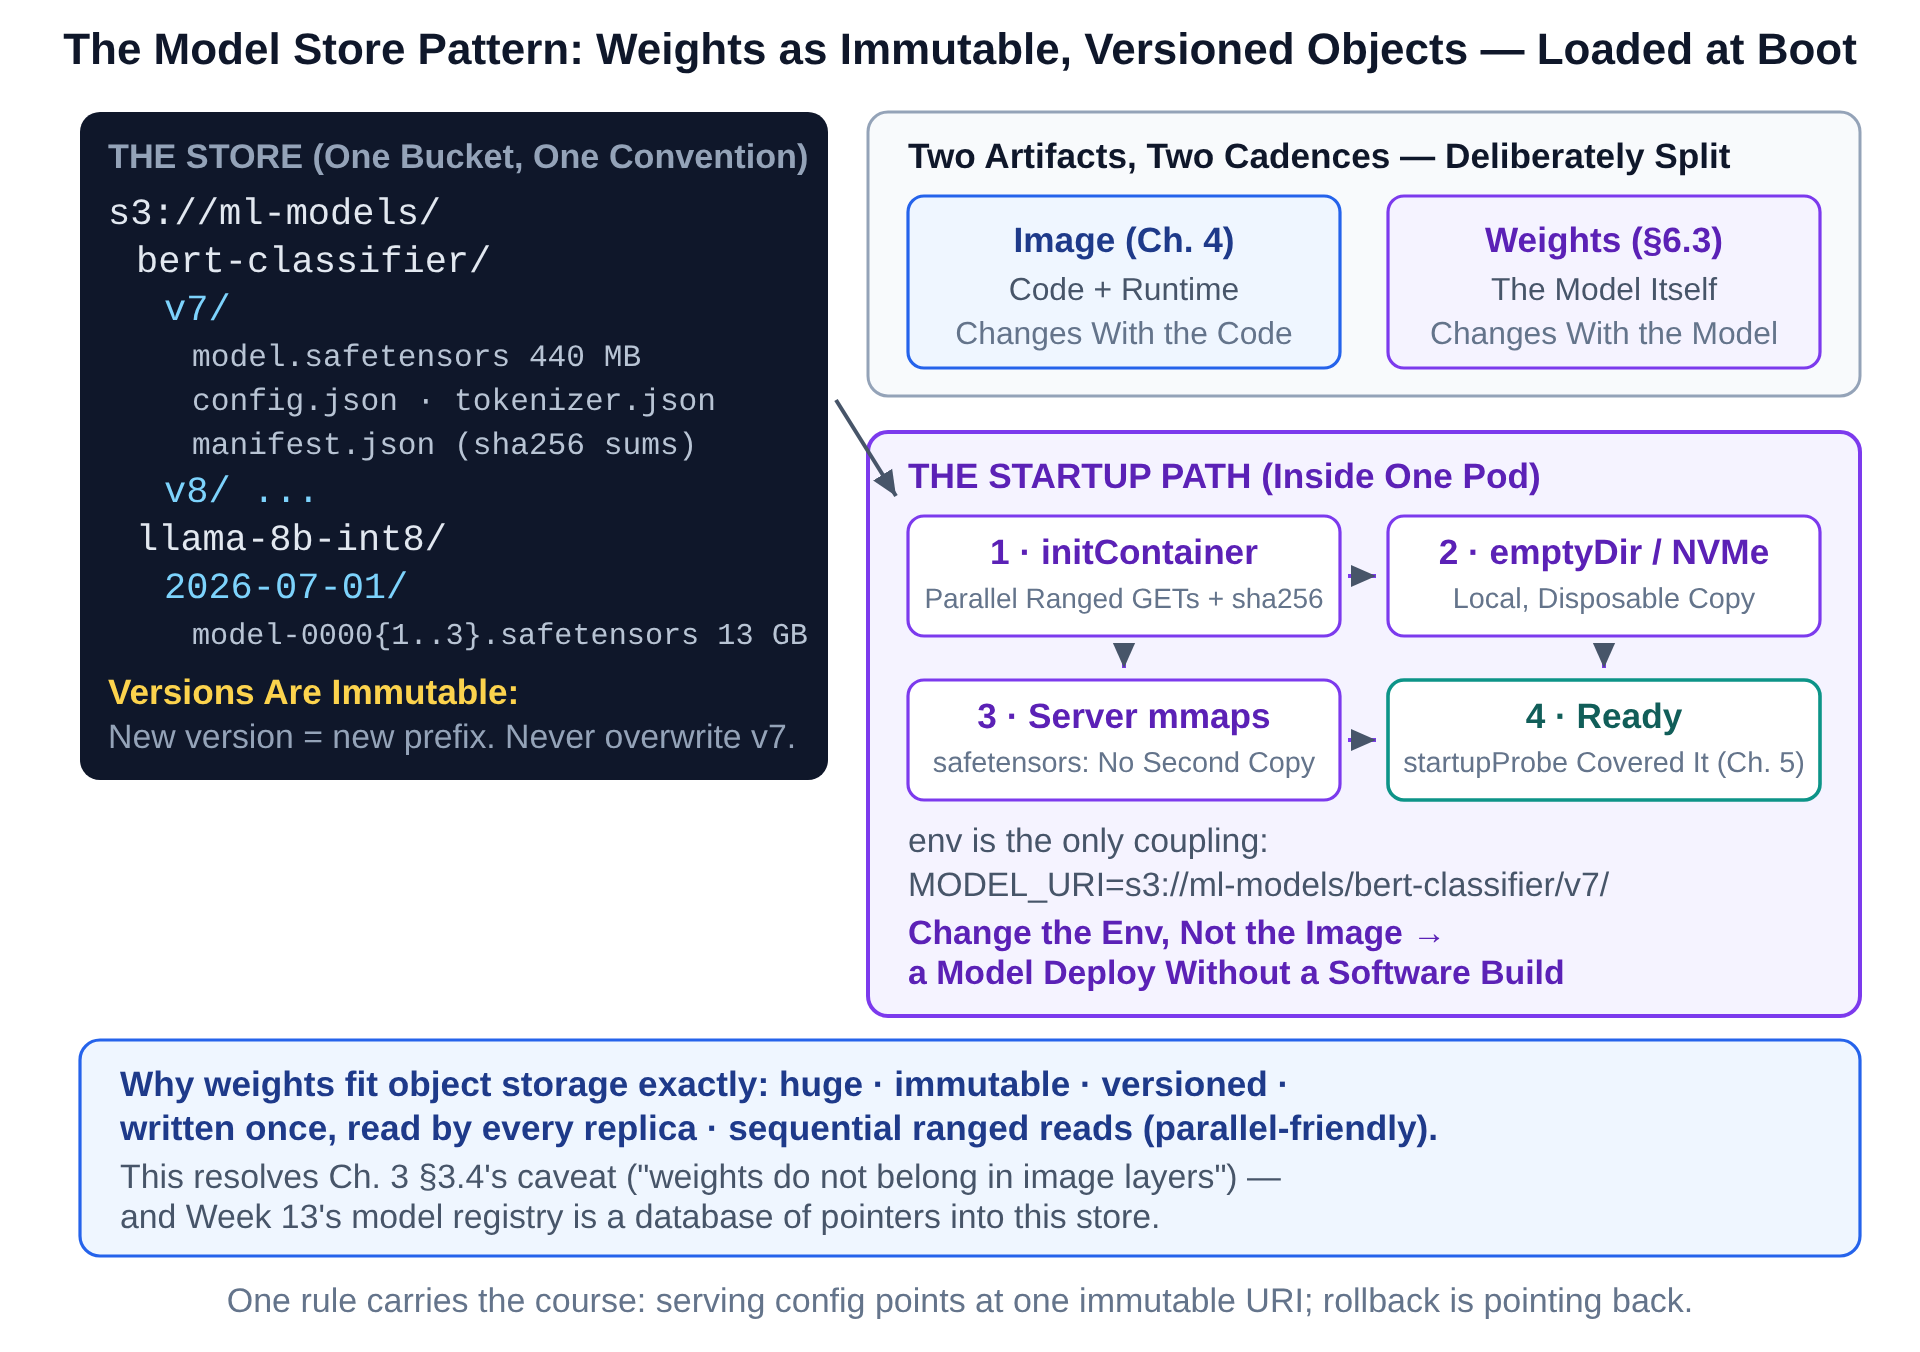 The Model Store Pattern: Weights as Immutable, Versioned Objects — Loaded at Boot
THE STORE (One Bucket, One Convention)
s3://ml-models/
bert-classifier/
v7/
model.safetensors 440 MB
config.json · tokenizer.json
manifest.json (sha256 sums)
v8/ ...
llama-8b-int8/
2026-07-01/
model-0000{1..3}.safetensors 13 GB
Versions Are Immutable:
New version = new prefix. Never overwrite v7.
Two Artifacts, Two Cadences — Deliberately Split
Image (Ch. 4)
Code + Runtime
Changes With the Code
Weights (§6.3)
The Model Itself
Changes With the Model
THE STARTUP PATH (Inside One Pod)
1 · initContainer
Parallel Ranged GETs + sha256
2 · emptyDir / NVMe
Local, Disposable Copy
3 · Server mmaps
safetensors: No Second Copy
4 · Ready
startupProbe Covered It (Ch. 5)
env is the only coupling:
MODEL_URI=s3://ml-models/bert-classifier/v7/
Change the Env, Not the Image →
a Model Deploy Without a Software Build
Why weights fit object storage exactly: huge · immutable · versioned ·
written once, read by every replica · sequential ranged reads (parallel-friendly).
This resolves Ch. 3 §3.4's caveat ("weights do not belong in image layers") —
and Week 13's model registry is a database of pointers into this store.
One rule carries the course: serving config points at one immutable URI; rollback is pointing back.